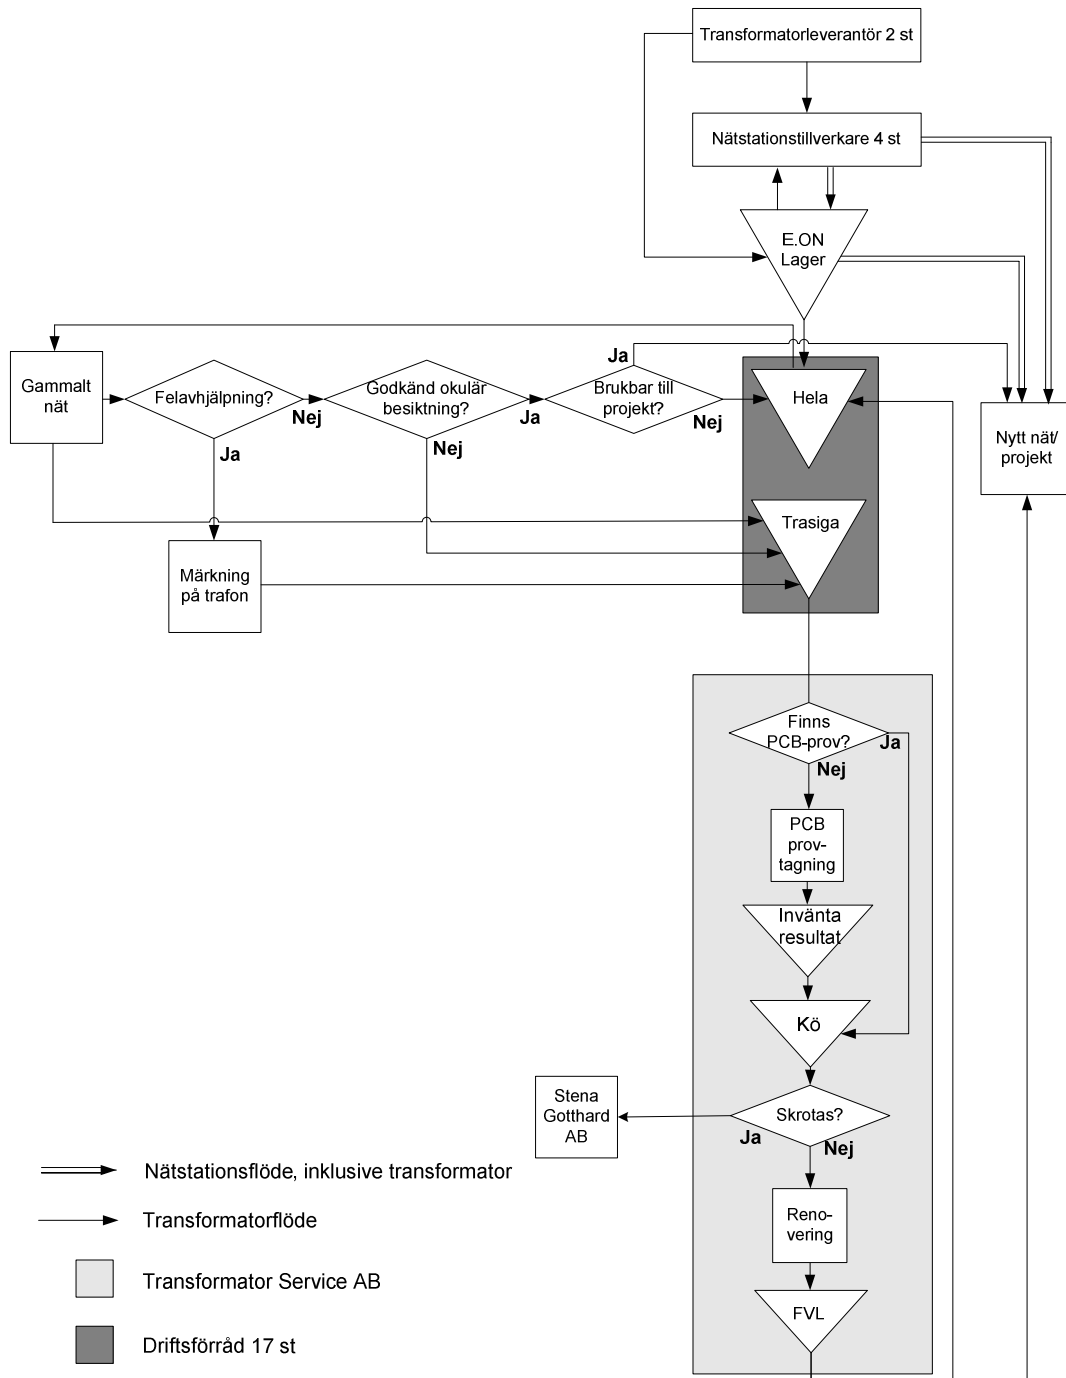 Transformatorleverantör 2 st
Nätstationstillverkare 4 st
E.ON
Lager
Gammalt
nät
Felavhjälpning?
Nej
Ja
Godkänd okulär
besiktning?
Ja
Nej
Brukbar till
projekt?
Ja
Nej
Hela
Trasiga
Nytt nät/
projekt
Märkning
på trafon
Finns
PCB-prov?
Ja
Nej
PCB
prov-
tagning
Invänta
resultat
Kö
Skrotas?
Ja
Nej
Stena
Gotthard
AB
Reno-
vering
FVL
Nätstationsflöde, inklusive transformator
Transformatorflöde
Transformator Service AB
Driftsförråd 17 st